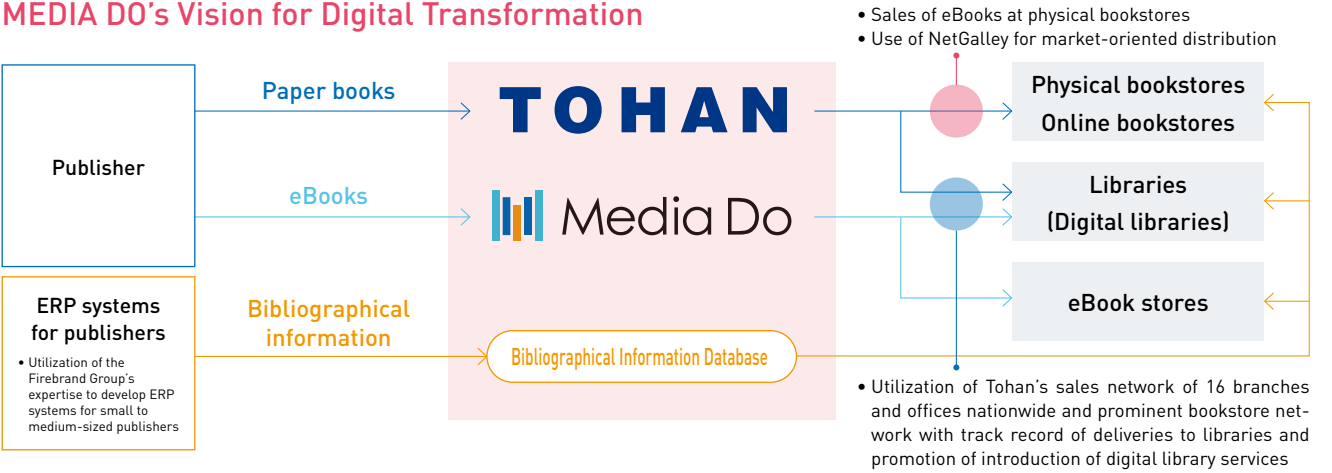 MEDIA DO's Vision for Digital Transformation
• Sales of eBooks at physical bookstores
• Use of NetGalley for market-oriented distribution
Publisher
Paper books
eBooks
TOHAN
Media Do
Physical bookstores
Online bookstores
Libraries
(Digital libraries)
eBook stores
ERP systems
for publishers
• Utilization of the
Firebrand Group's
expertise to develop ERP
systems for small to
medium-sized publishers
Bibliographical
information
Bibliographical Information Database
• Utilization of Tohan's sales network of 16 branches
and offices nationwide and prominent bookstore net-
work with track record of deliveries to libraries and
promotion of introduction of digital library services